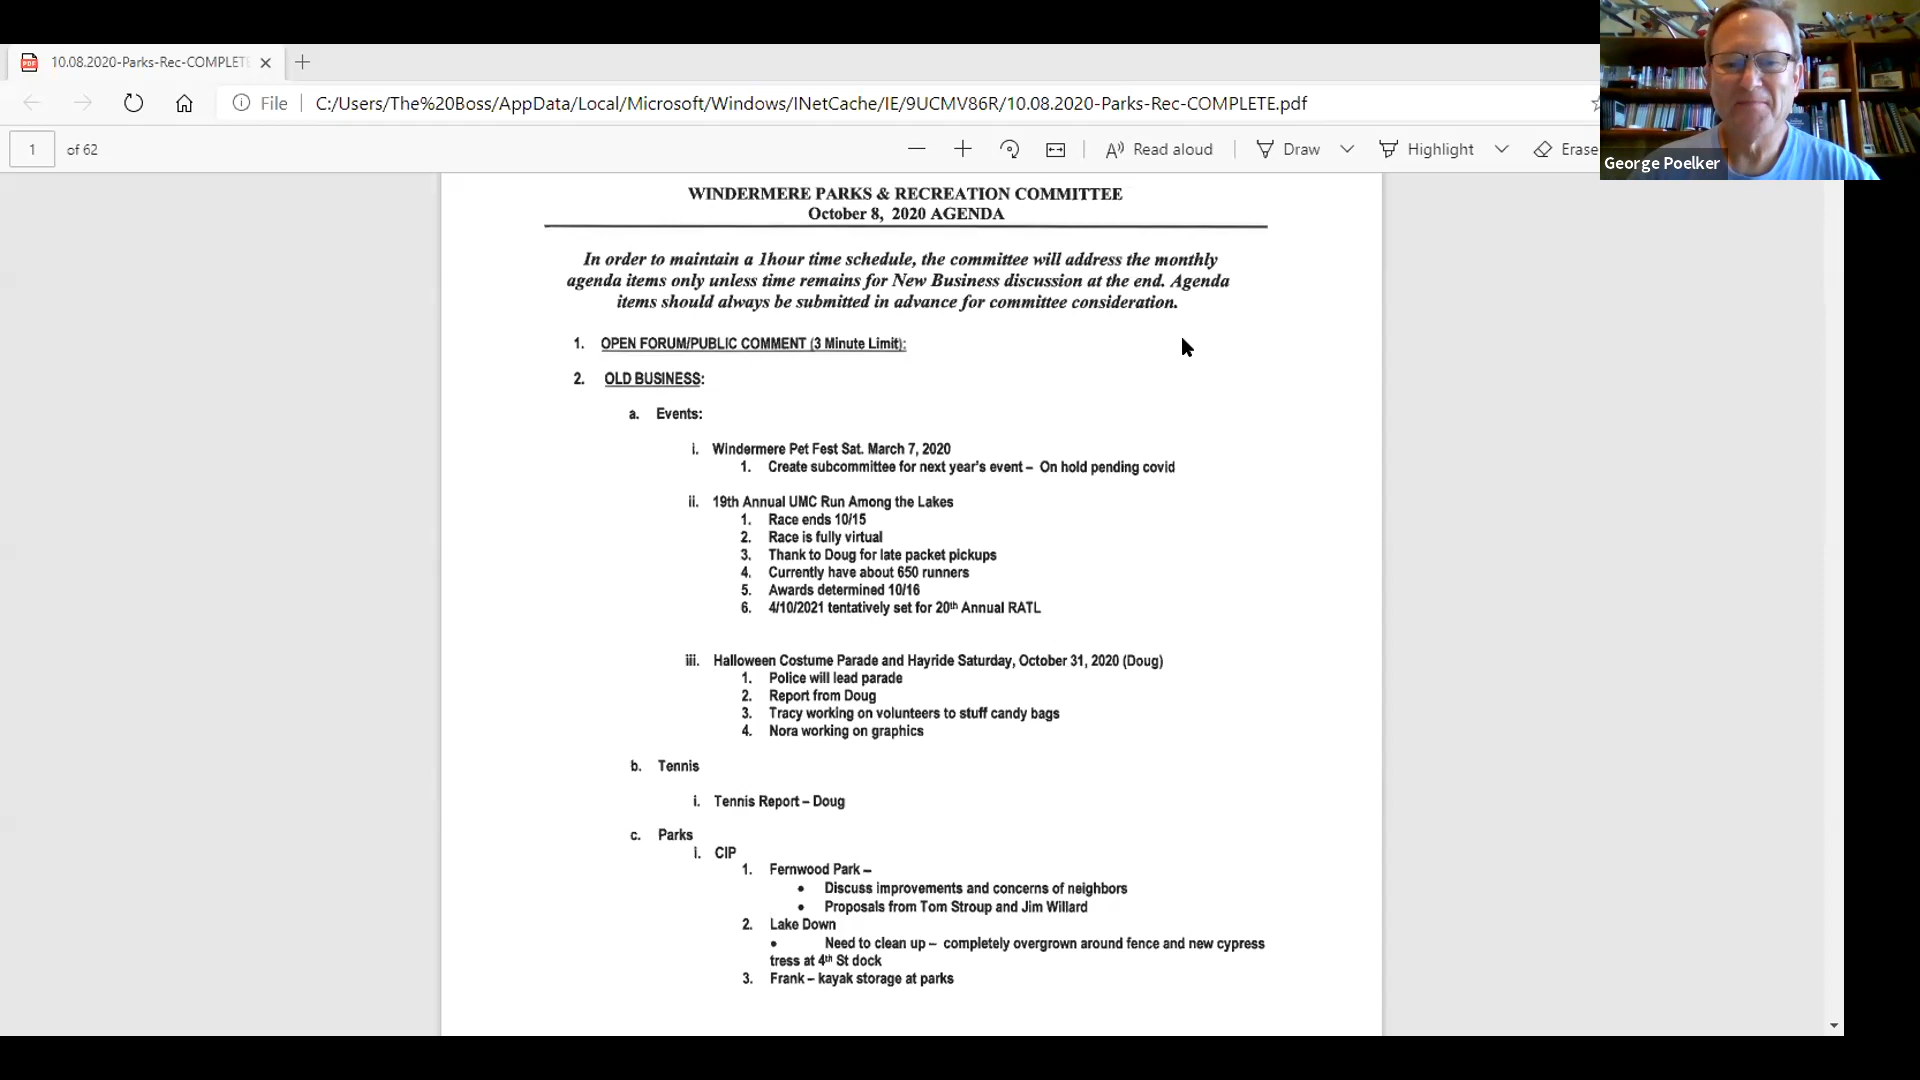 10.08.2020-Parks-Rec-COMPLETE
File
C:/Users/The%20Boss/AppData/Local/Microsoft/Windows/INetCache/IE/9UCMV86R/10.08.2020-Parks-Rec-COMPLETE.pdf
1 of 62
Read aloud
Draw
Highlight
Erase
George Poelker
WINDERMERE PARKS & RECREATION COMMITTEE
October 8, 2020 AGENDA
In order to maintain a 1hour time schedule, the committee will address the monthly
agenda items only unless time remains for New Business discussion at the end. Agenda
items should always be submitted in advance for committee consideration.
1. OPEN FORUM/PUBLIC COMMENT (3 Minute Limit):
2. OLD BUSINESS:
a. Events:
i. Windermere Pet Fest Sat. March 7, 2020
1. Create subcommittee for next year's event – On hold pending covid
ii. 19th Annual UMC Run Among the Lakes
1. Race ends 10/15
2. Race is fully virtual
3. Thank to Doug for late packet pickups
4. Currently have about 650 runners
5. Awards determined 10/16
6. 4/10/2021 tentatively set for 20th Annual RATL
iii. Halloween Costume Parade and Hayride Saturday, October 31, 2020 (Doug)
1. Police will lead parade
2. Report from Doug
3. Tracy working on volunteers to stuff candy bags
4. Nora working on graphics
b. Tennis
i. Tennis Report – Doug
c. Parks
i. CIP
1. Fernwood Park –
• Discuss improvements and concerns of neighbors
• Proposals from Tom Stroup and Jim Willard
2. Lake Down
• Need to clean up – completely overgrown around fence and new cypress
tress at 4th St dock
3. Frank – kayak storage at parks